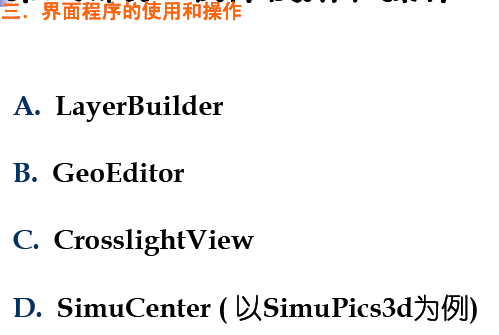 三．界面程序的使用和操作
A. LayerBuilder
B. GeoEditor
C. CrosslightView
D. SimuCenter ( 以SimuPics3d为例)